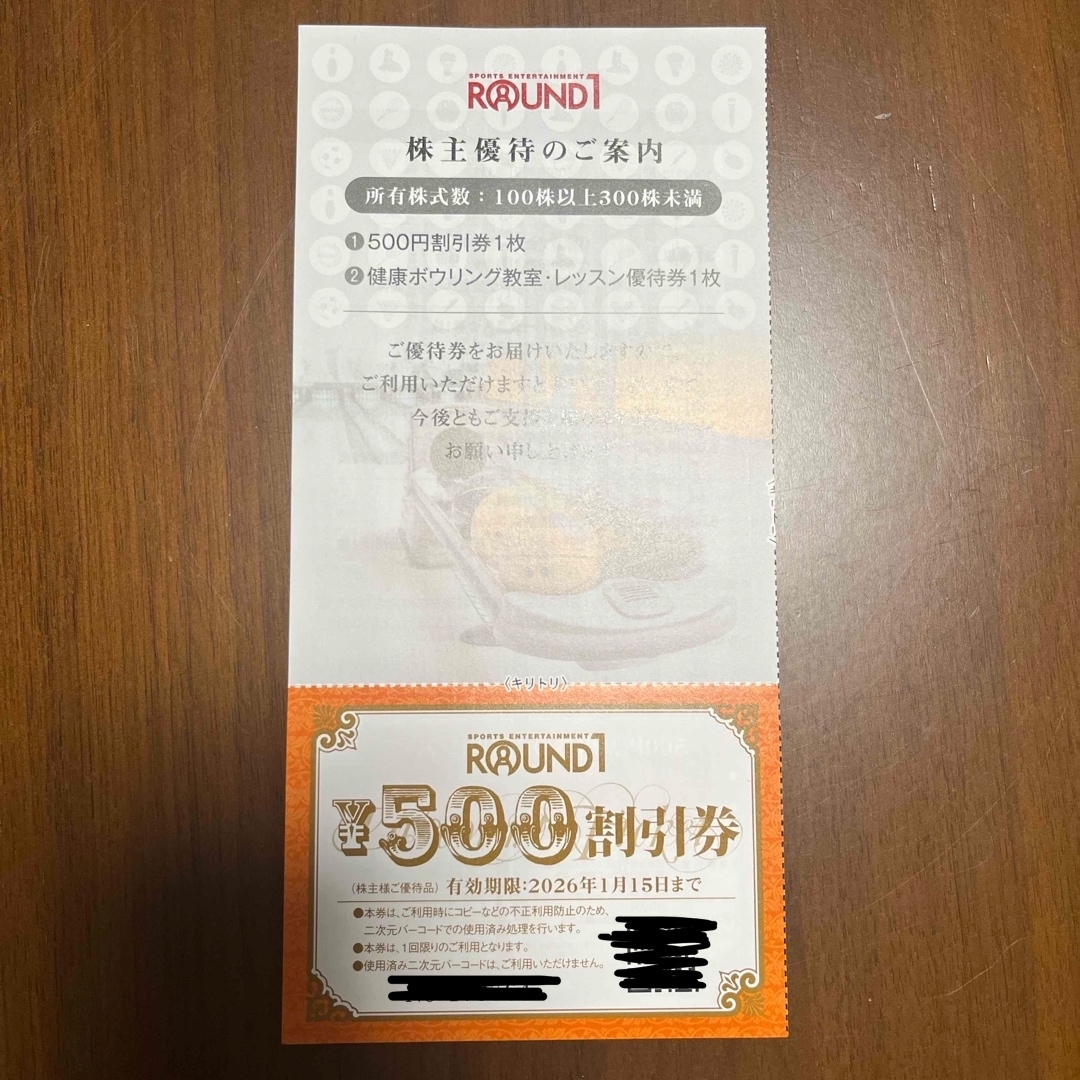 SPORTS ENTERTAINMENT
ROUND1
株主優待のご案内
所有株式数：100株以上300株未満
❶500円割引券1枚
❷健康ボウリング教室・レッスン優待券1枚
ご優待券をお届けいたしますので
ご利用いただけますと
今後ともご支援
お願い申し上げます
〈キリトリ〉
SPORTS ENTERTAINMENT
ROUND1
¥500割引券
(株主様ご優待品) 有効期限:2026年1月15日まで
●本券は、ご利用時にコピーなどの不正利用防止のため、
二次元バーコードでの使用済み処理を行います。
●本券は、1回限りのご利用となります。
●使用済み二次元バーコードは、ご利用いただけません。